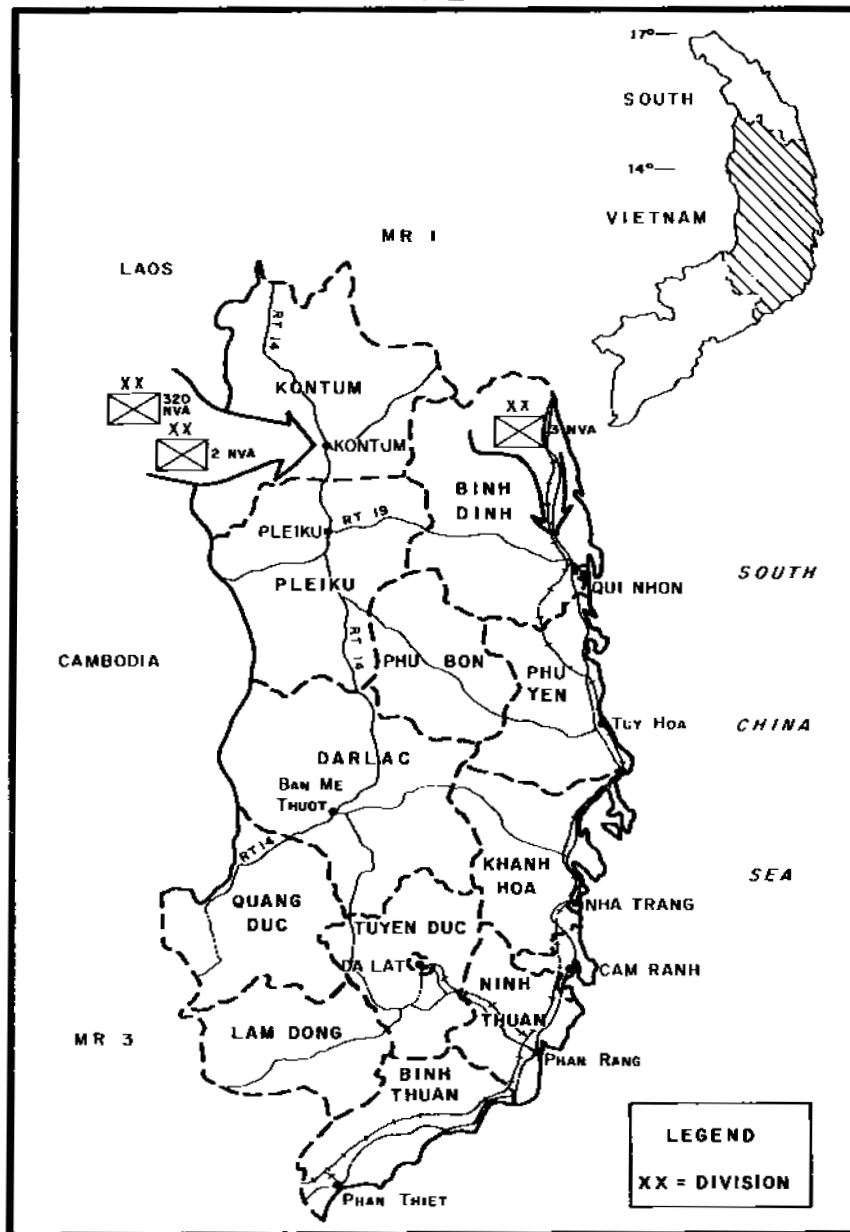 17°
SOUTH
14°
VIETNAM
MR 1
LAOS
RT 14
KONTUM
XX
320
NVA
XX
2 NVA
KONTUM
XX
3 NVA
BINH
DINH
PLEIKU
RT 19
PLEIKU
QUI NHON
SOUTH
RT 14
CAMBODIA
PHU BON
PHU
YEN
TUY HOA
CHINA
DARLAC
BAN ME
THUOT
RT 14
KHANH
HOA
SEA
QUANG
DUC
TUYEN DUC
NHA TRANG
DA LAT
CAM RANH
NINH
THUAN
MR 3
LAM DONG
PHAN RANG
BINH
THUAN
PHAN THIET
LEGEND
XX = DIVISION